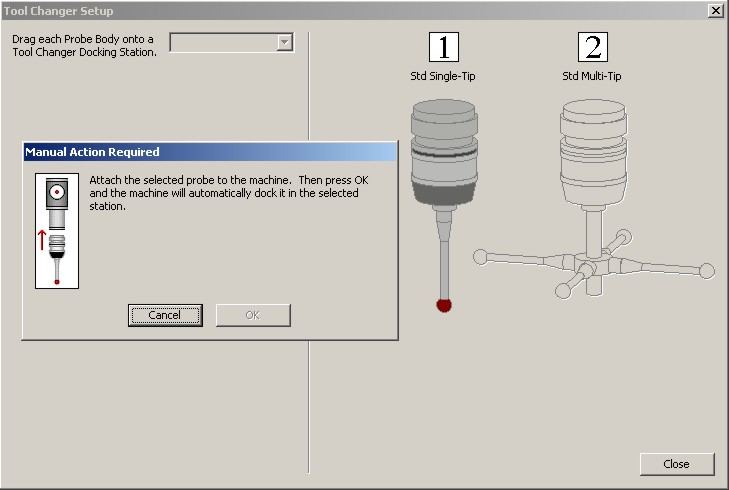 Tool Changer Setup
Drag each Probe Body onto a
Tool Changer Docking Station.
1
2
Std Single-Tip
Std Multi-Tip
Manual Action Required
Attach the selected probe to the machine.  Then press OK
and the machine will automatically dock it in the selected
station.
Cancel
OK
Close